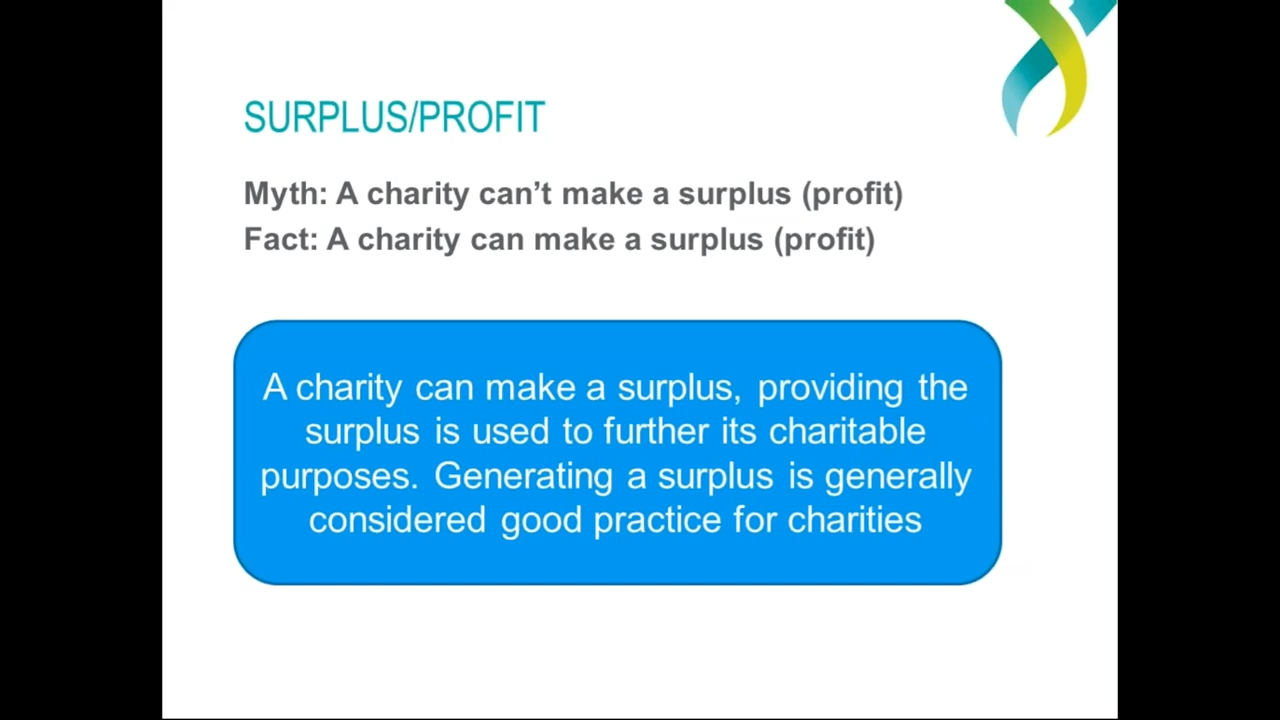 SURPLUS/PROFIT
Myth: A charity can’t make a surplus (profit)
Fact: A charity can make a surplus (profit)
A charity can make a surplus, providing the
surplus is used to further its charitable
purposes. Generating a surplus is generally
considered good practice for charities